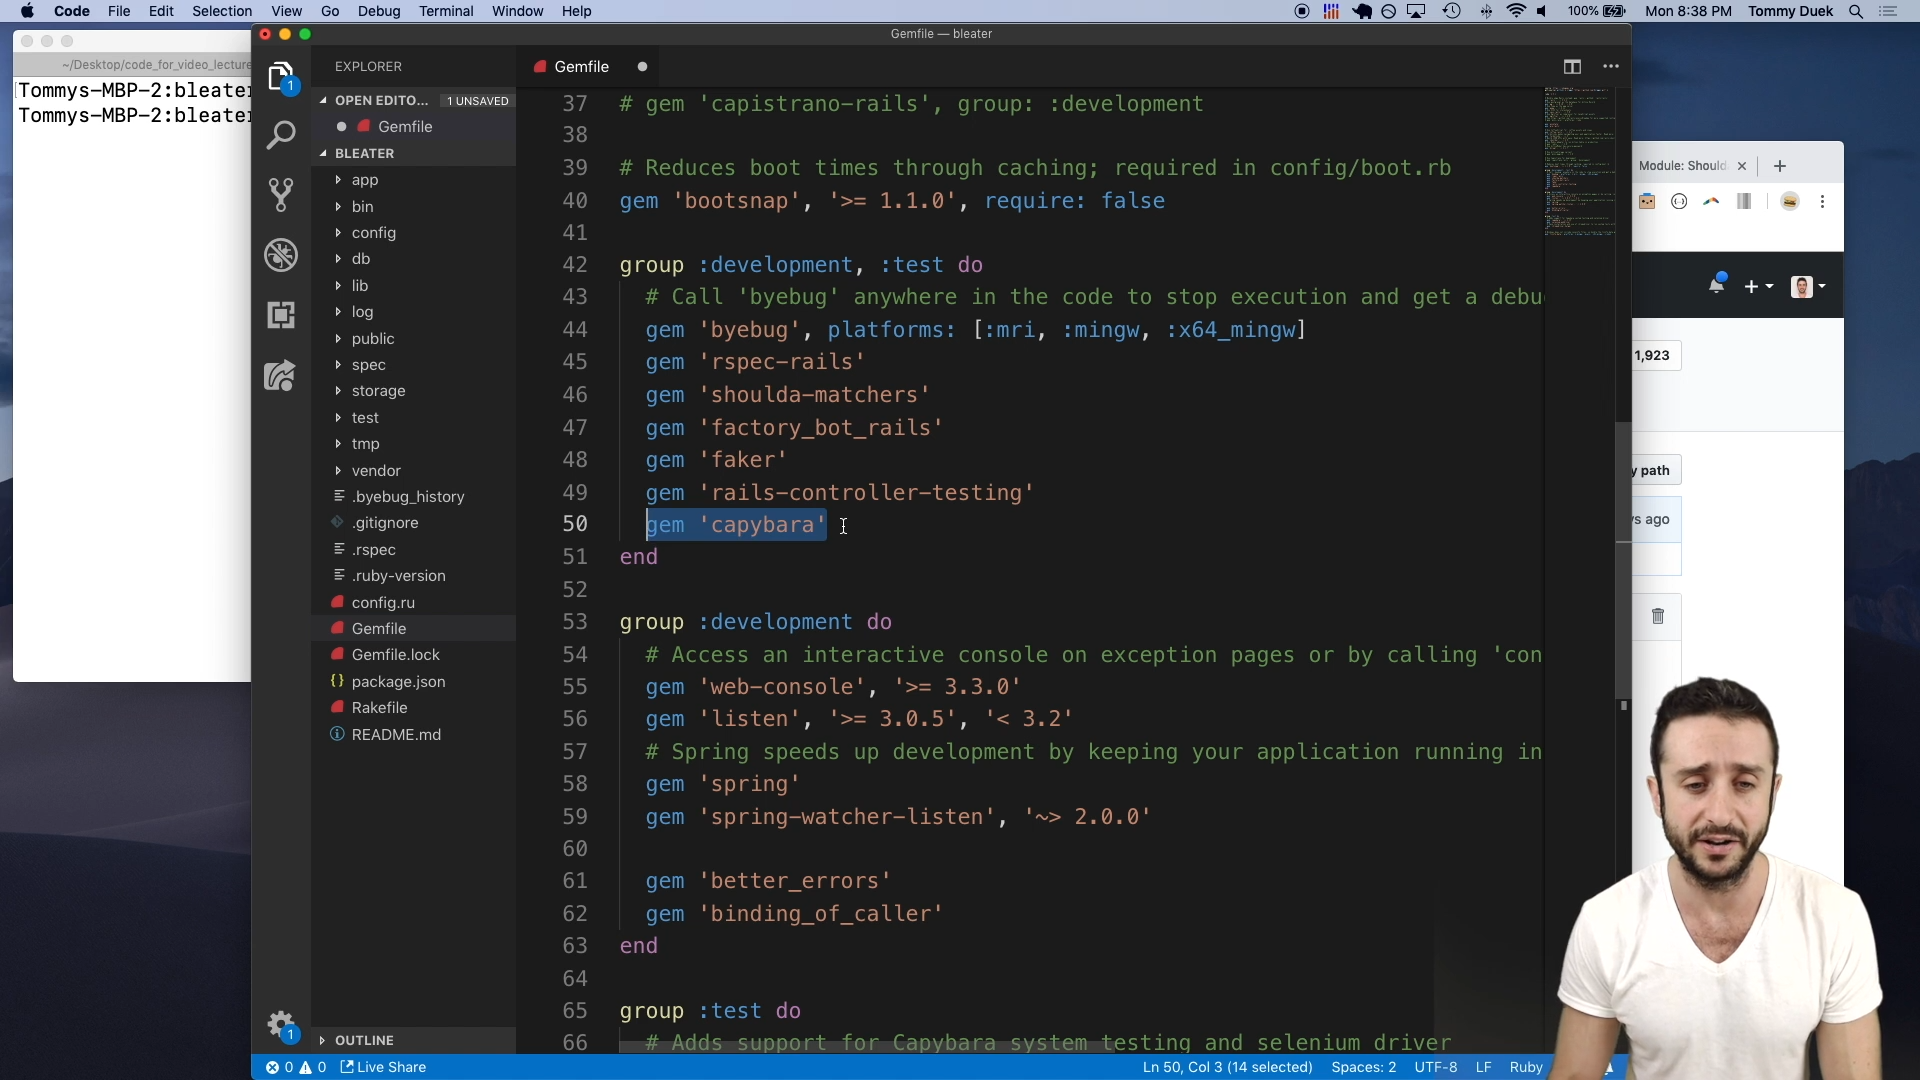 Code File Edit Selection View Go Debug Terminal Window Help
100% Mon 8:38 PM Tommy Duek
Gemfile — bleater
~/Desktop/code_for_video_lecture
Tommys-MBP-2:bleater
Tommys-MBP-2:bleater
1
EXPLORER
OPEN EDITO... 1 UNSAVED
Gemfile
BLEATER
app
bin
config
db
lib
log
public
spec
storage
test
tmp
vendor
.byebug_history
.gitignore
.rspec
.ruby-version
config.ru
Gemfile
Gemfile.lock
package.json
Rakefile
README.md
OUTLINE
1
Gemfile
37 # gem 'capistrano-rails', group: :development
38
39 # Reduces boot times through caching; required in config/boot.rb
40 gem 'bootsnap', '>= 1.1.0', require: false
41
42 group :development, :test do
43 # Call 'byebug' anywhere in the code to stop execution and get a debu
44 gem 'byebug', platforms: [:mri, :mingw, :x64_mingw]
45 gem 'rspec-rails'
46 gem 'shoulda-matchers'
47 gem 'factory_bot_rails'
48 gem 'faker'
49 gem 'rails-controller-testing'
50 gem 'capybara'
51 end
52
53 group :development do
54 # Access an interactive console on exception pages or by calling 'con
55 gem 'web-console', '>= 3.3.0'
56 gem 'listen', '>= 3.0.5', '< 3.2'
57 # Spring speeds up development by keeping your application running in
58 gem 'spring'
59 gem 'spring-watcher-listen', '~> 2.0.0'
60
61 gem 'better_errors'
62 gem 'binding_of_caller'
63 end
64
65 group :test do
66 # Adds support for Capybara system testing and selenium driver
0 0 Live Share Ln 50, Col 3 (14 selected) Spaces: 2 UTF-8 LF Ruby
Module: Should
1,923
y path
ys ago